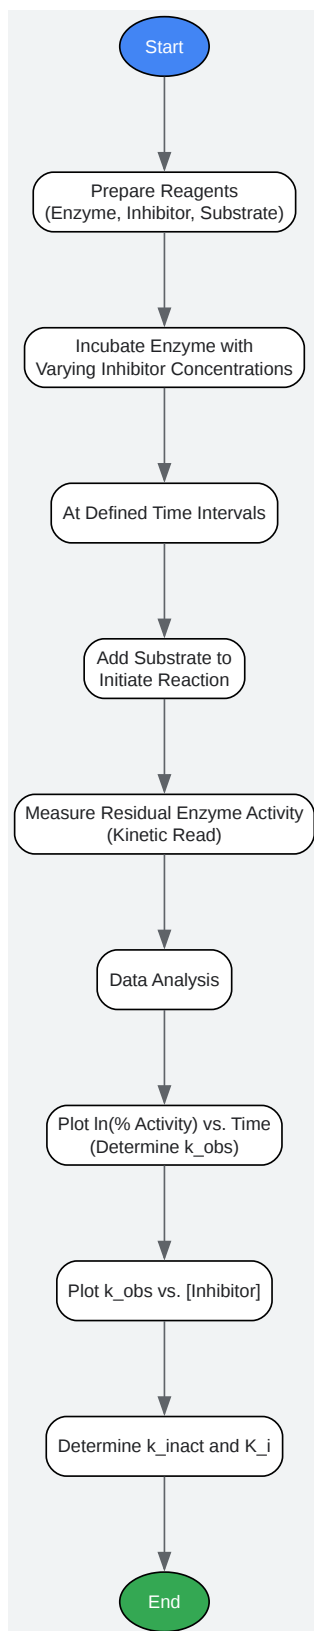 Start
Prepare Reagents
(Enzyme, Inhibitor, Substrate)
Incubate Enzyme with
Varying Inhibitor Concentrations
At Defined Time Intervals
Add Substrate to
Initiate Reaction
Measure Residual Enzyme Activity
(Kinetic Read)
Data Analysis
Plot ln(% Activity) vs. Time
(Determine k_obs)
Plot k_obs vs. [Inhibitor]
Determine k_inact and K_i
End